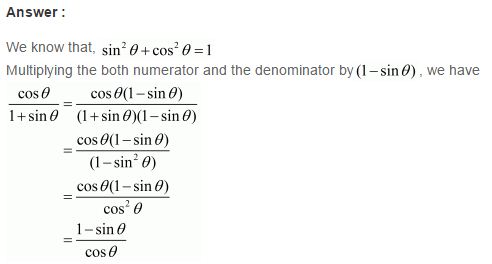 Answer :
We know that, sin² θ + cos² θ = 1
Multiplying the both numerator and the denominator by (1 − sin θ) , we have
cos θ / (1 + sin θ) = cos θ(1 − sin θ) / (1 + sin θ)(1 − sin θ)
= cos θ(1 − sin θ) / (1 − sin² θ)
= cos θ(1 − sin θ) / cos² θ
= (1 − sin θ) / cos θ